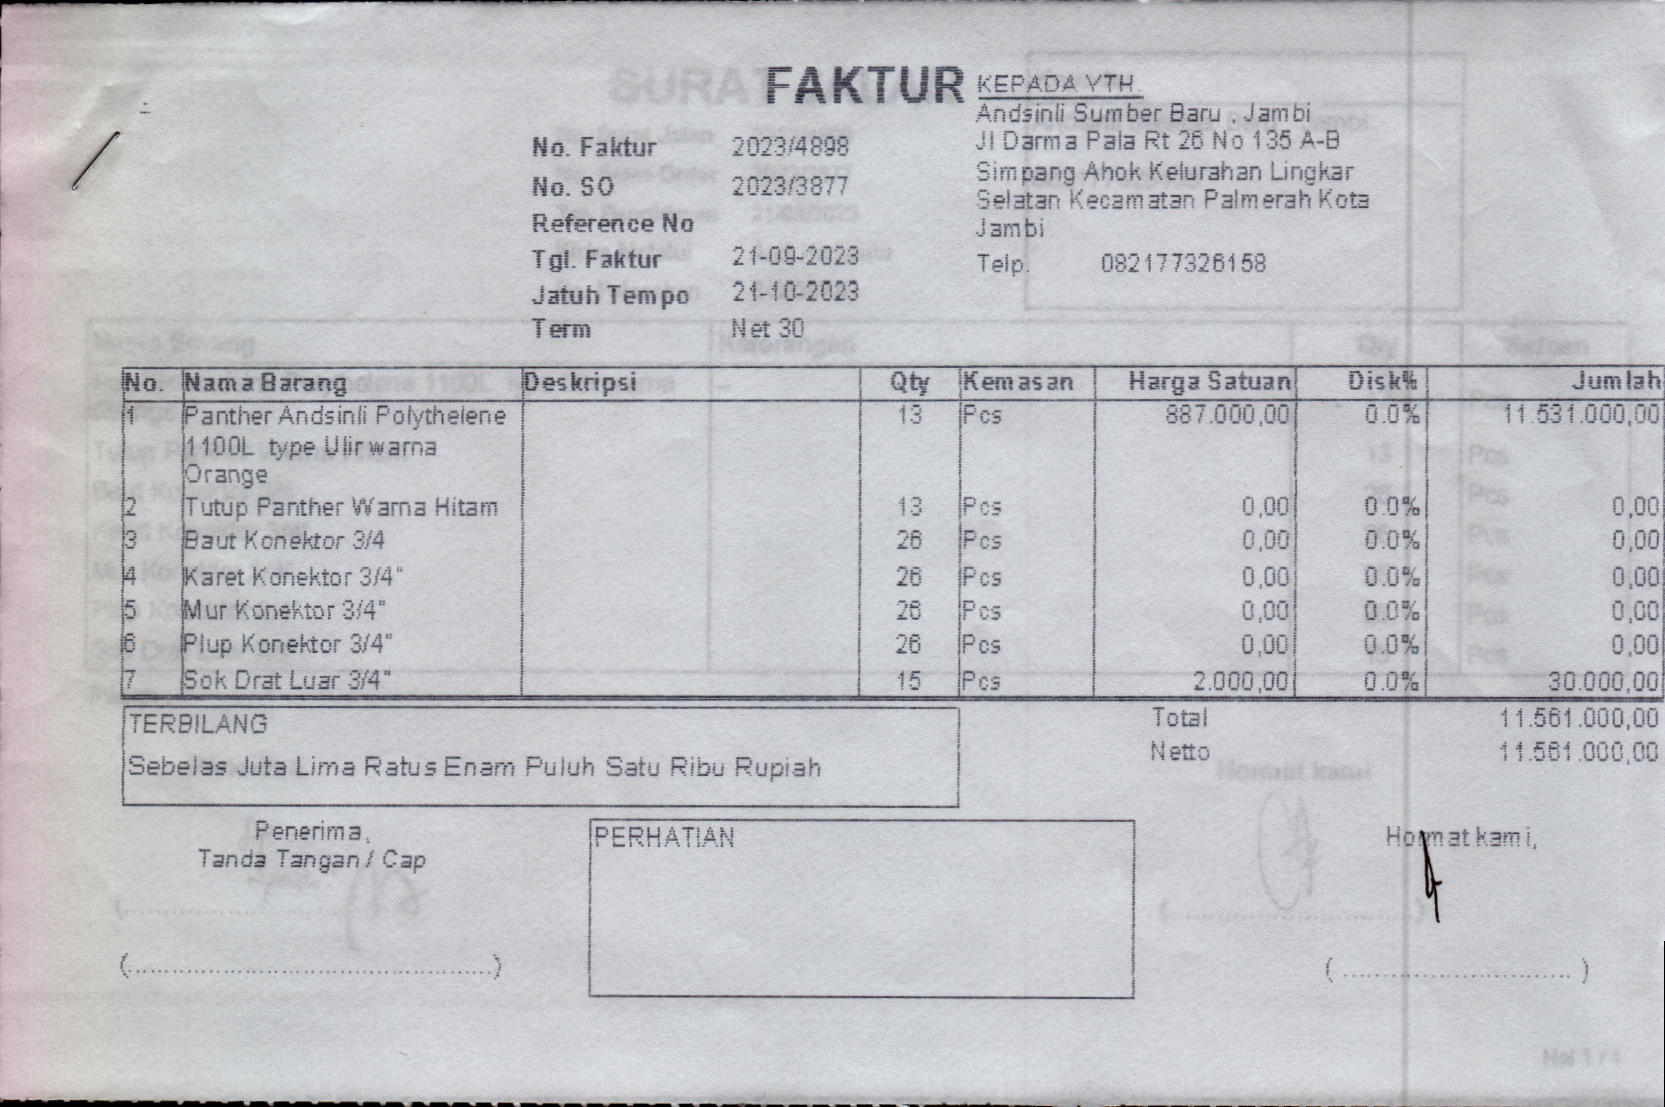 FAKTUR
No. Faktur 2023/4898
No. SO 2023/3877
Reference No
Tgl. Faktur 21-09-2023
Jatuh Tempo 21-10-2023
Term Net 30
KEPADA YTH.
Andsinli Sumber Baru , Jambi
Jl Darma Pala Rt 26 No 135 A-B
Simpang Ahok Kelurahan Lingkar
Selatan Kecamatan Palmerah Kota
Jambi
Telp. 082177326158
No. Nama Barang Deskripsi Qty Kemasan Harga Satuan Disk% Jumlah
1 Panther Andsinli Polythelene 13 Pcs 887.000,00 0.0% 11.531.000,00
1100L type Ulir warna
Orange
2 Tutup Panther Warna Hitam 13 Pcs 0,00 0.0% 0,00
3 Baut Konektor 3/4 26 Pcs 0,00 0.0% 0,00
4 Karet Konektor 3/4" 26 Pcs 0,00 0.0% 0,00
5 Mur Konektor 3/4" 26 Pcs 0,00 0.0% 0,00
6 Plup Konektor 3/4" 26 Pcs 0,00 0.0% 0,00
7 Sok Drat Luar 3/4" 15 Pcs 2.000,00 0.0% 30.000,00
TERBILANG
Sebelas Juta Lima Ratus Enam Puluh Satu Ribu Rupiah
Total 11.561.000,00
Netto 11.561.000,00
Penerima,
Tanda Tangan / Cap
(..........................................)
PERHATIAN
Hormat kami,
( ............................ )